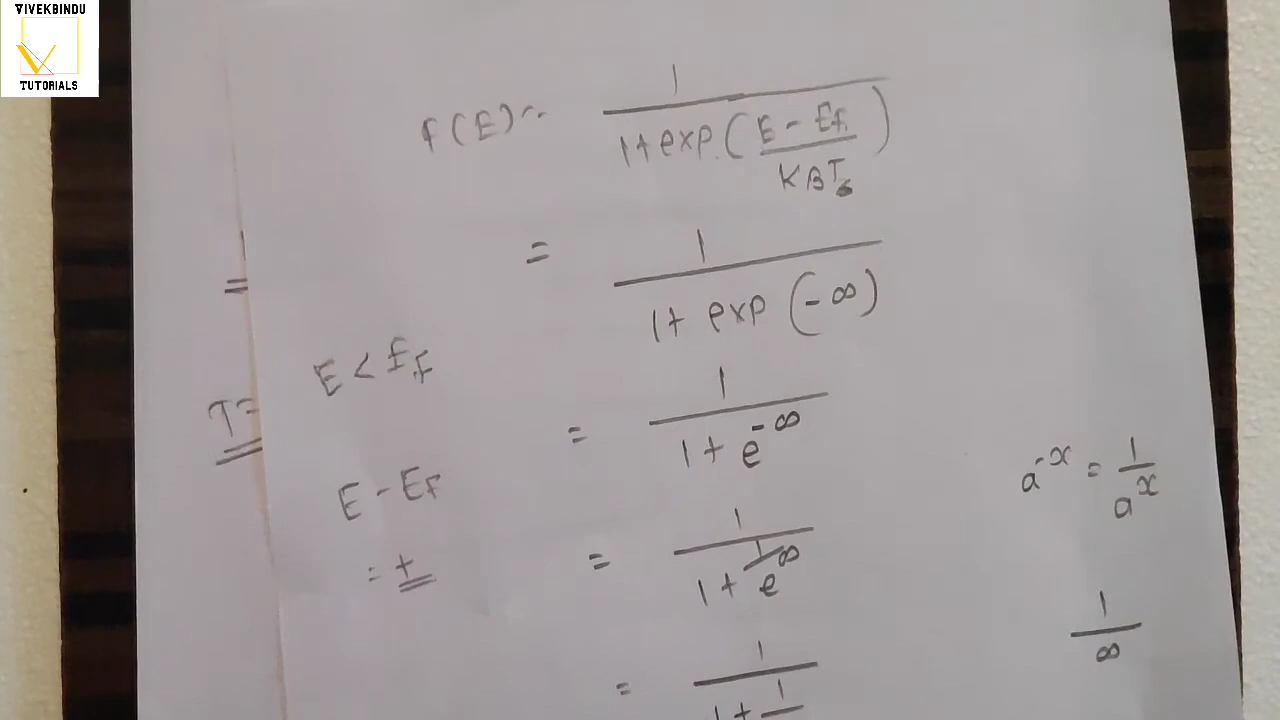 VIVEKBINDU
TUTORIALS
f(E) ~ 1 / 1+exp. (E - Ef / KBT)
= 1 / 1+ exp (-∞)
E < Ef
= 1 / 1 + e^-∞
E - Ef
= +
= 1 / 1 + 1/e^∞
= 1 / 1 + 1
a^-x = 1 / a^x
1 / ∞
=
T=